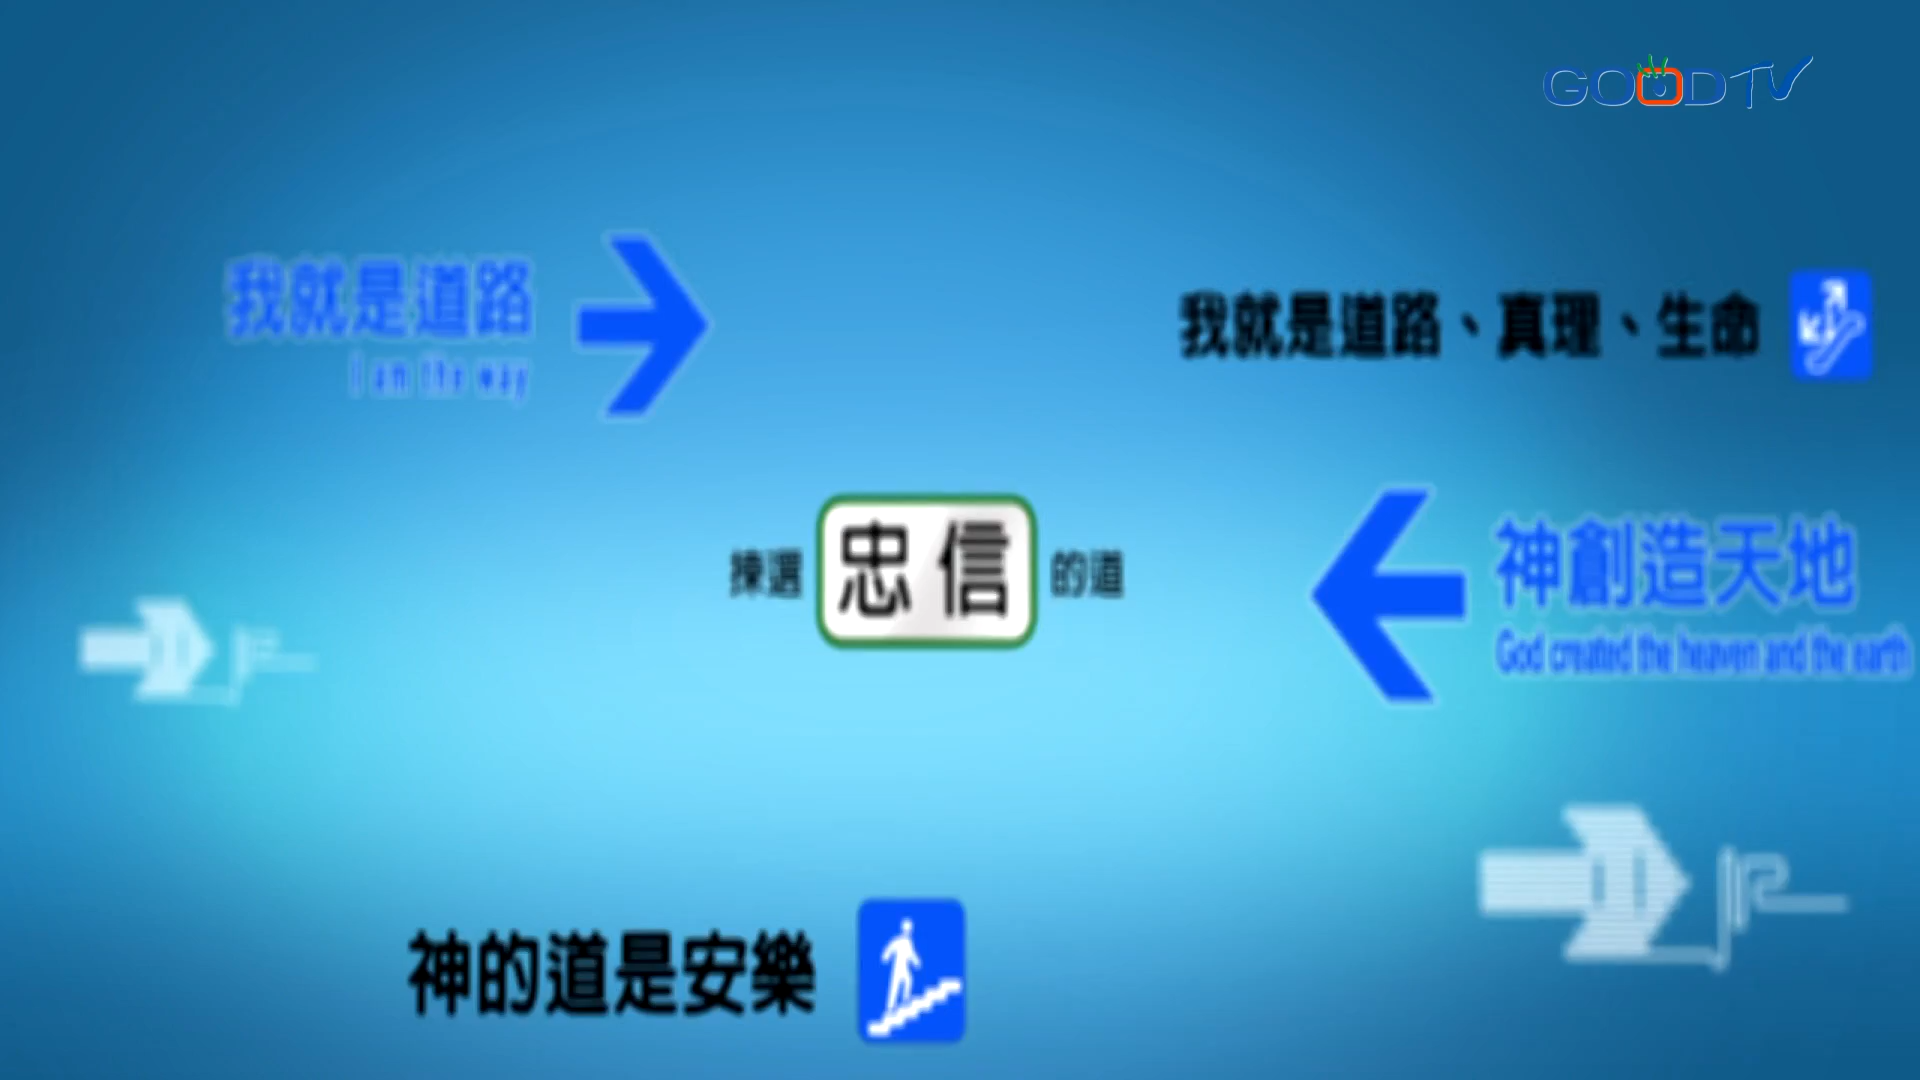 GOOD TV
我就是道路
I am the way
我就是道路、真理、生命
揀選 忠信 的道
神創造天地
God created the heaven and the earth
神的道是安樂